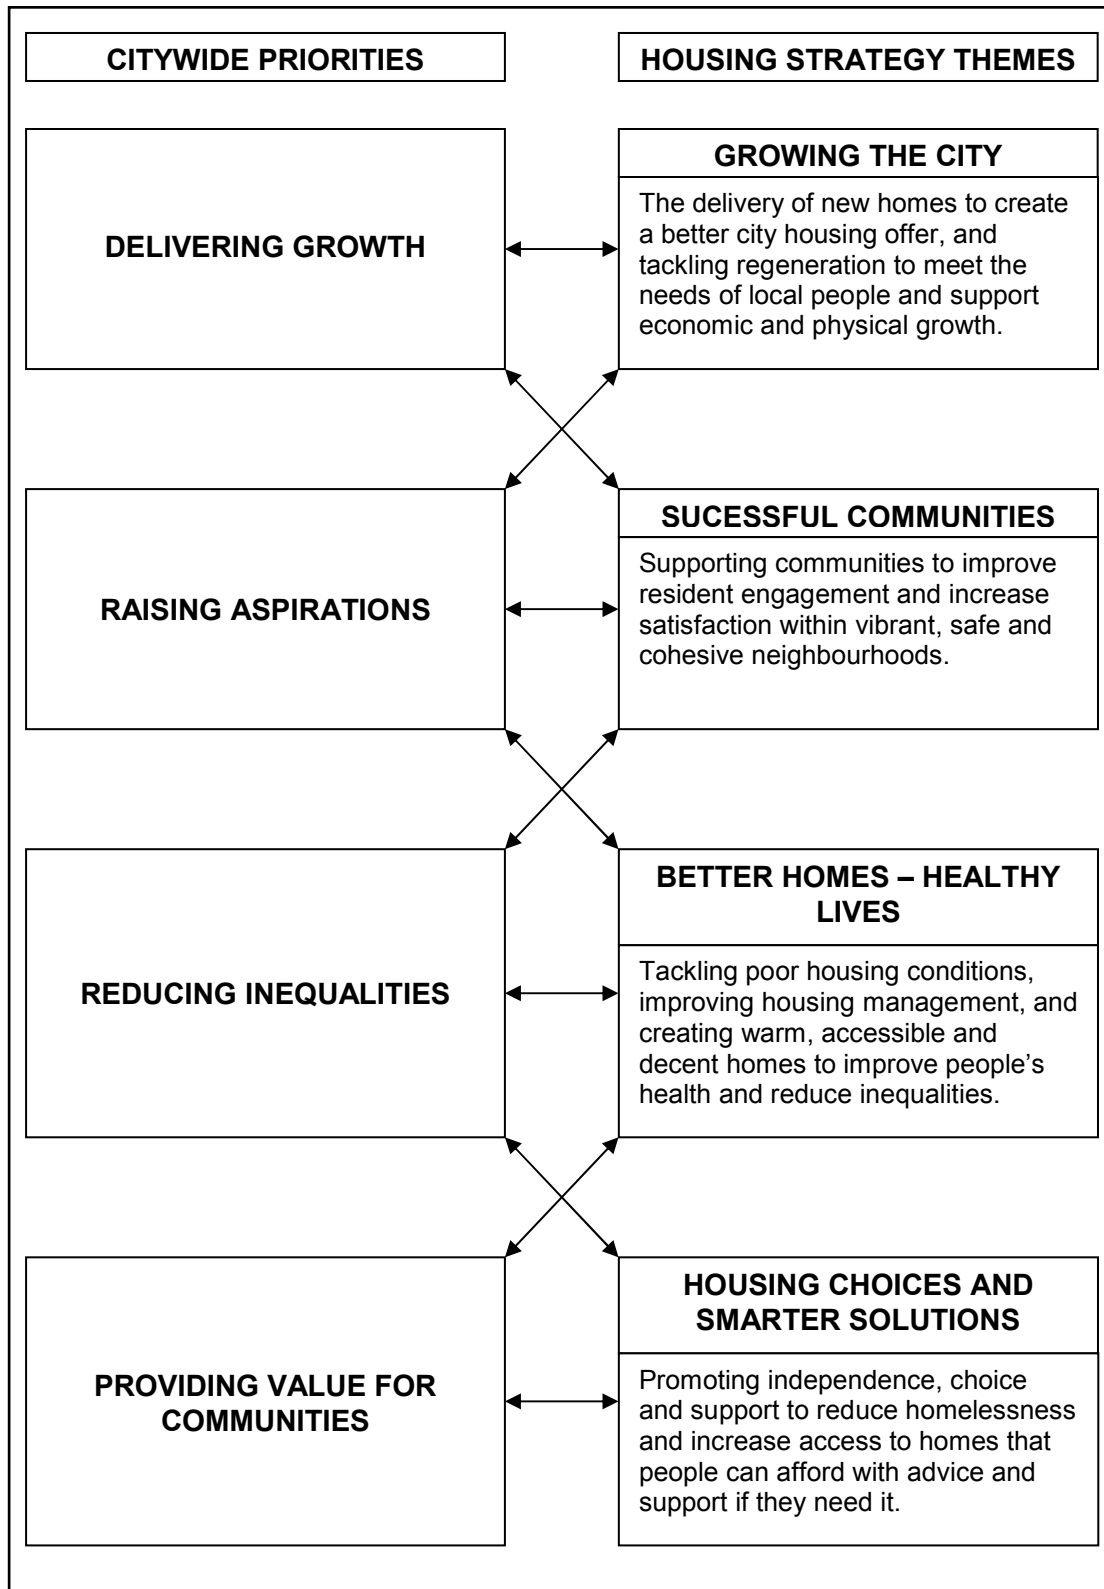 CITYWIDE PRIORITIES
HOUSING STRATEGY THEMES
DELIVERING GROWTH
GROWING THE CITY
The delivery of new homes to create
a better city housing offer, and
tackling regeneration to meet the
needs of local people and support
economic and physical growth.
RAISING ASPIRATIONS
SUCESSFUL COMMUNITIES
Supporting communities to improve
resident engagement and increase
satisfaction within vibrant, safe and
cohesive neighbourhoods.
REDUCING INEQUALITIES
BETTER HOMES – HEALTHY
LIVES
Tackling poor housing conditions,
improving housing management, and
creating warm, accessible and
decent homes to improve people’s
health and reduce inequalities.
PROVIDING VALUE FOR
COMMUNITIES
HOUSING CHOICES AND
SMARTER SOLUTIONS
Promoting independence, choice
and support to reduce homelessness
and increase access to homes that
people can afford with advice and
support if they need it.